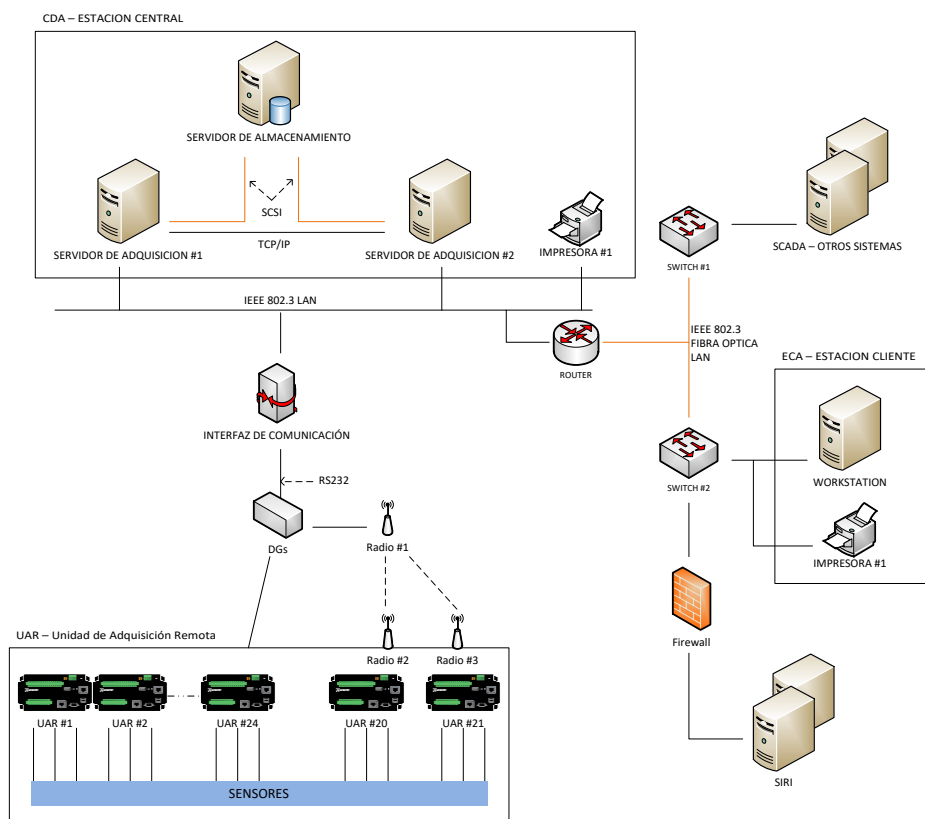 CDA – ESTACION CENTRAL
SERVIDOR DE ALMACENAMIENTO
SCSI
TCP/IP
SERVIDOR DE ADQUISICION #1
SERVIDOR DE ADQUISICION #2
IMPRESORA #1
SWITCH #1
SCADA – OTROS SISTEMAS
IEEE 802.3 LAN
ROUTER
IEEE 802.3
FIBRA OPTICA
LAN
ECA – ESTACION CLIENTE
WORKSTATION
IMPRESORA #1
SWITCH #2
INTERFAZ DE COMUNICACIÓN
RS232
DGs
Radio #1
Firewall
SIRI
UAR – Unidad de Adquisición Remota
Radio #2
Radio #3
UAR #1
UAR #2
UAR #24
UAR #20
UAR #21
SENSORES